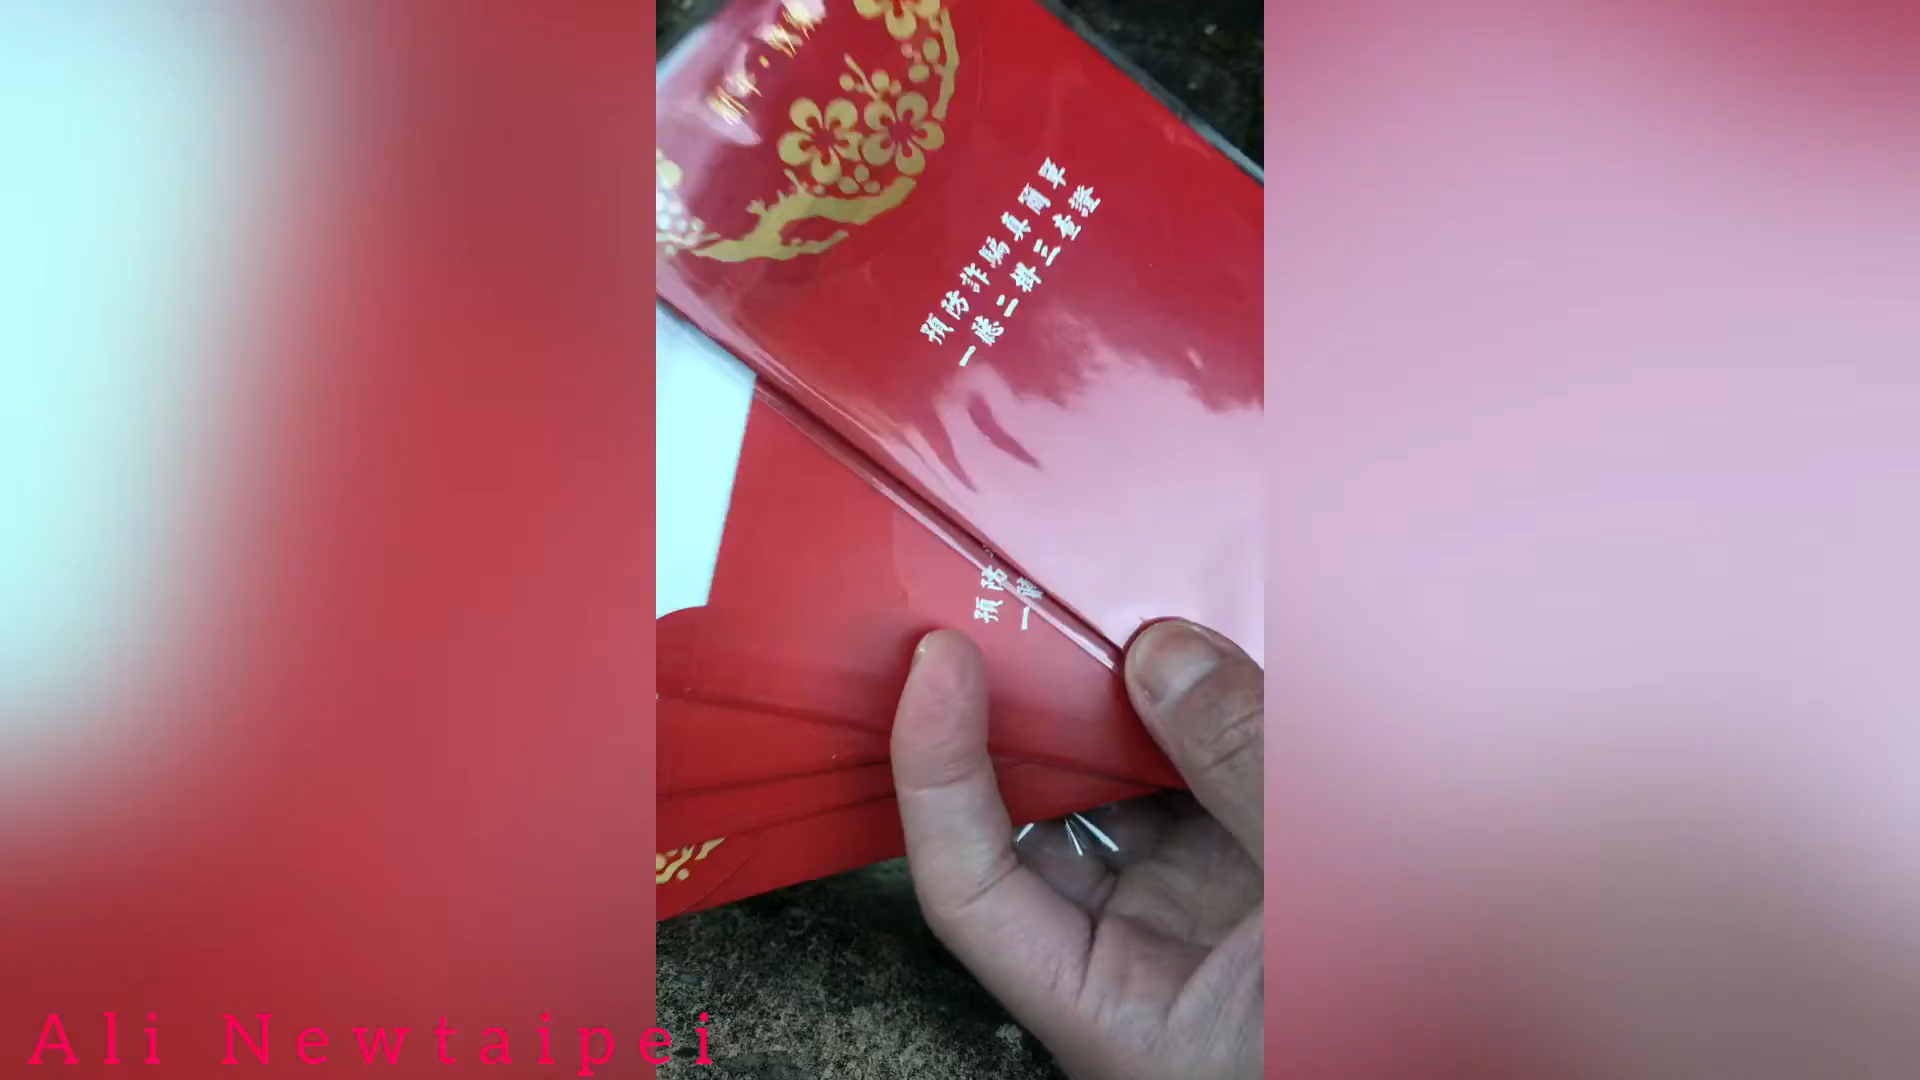 預防詐騙真簡單
一聽二掛三查證
預防
一聽
Ali Newtaipei